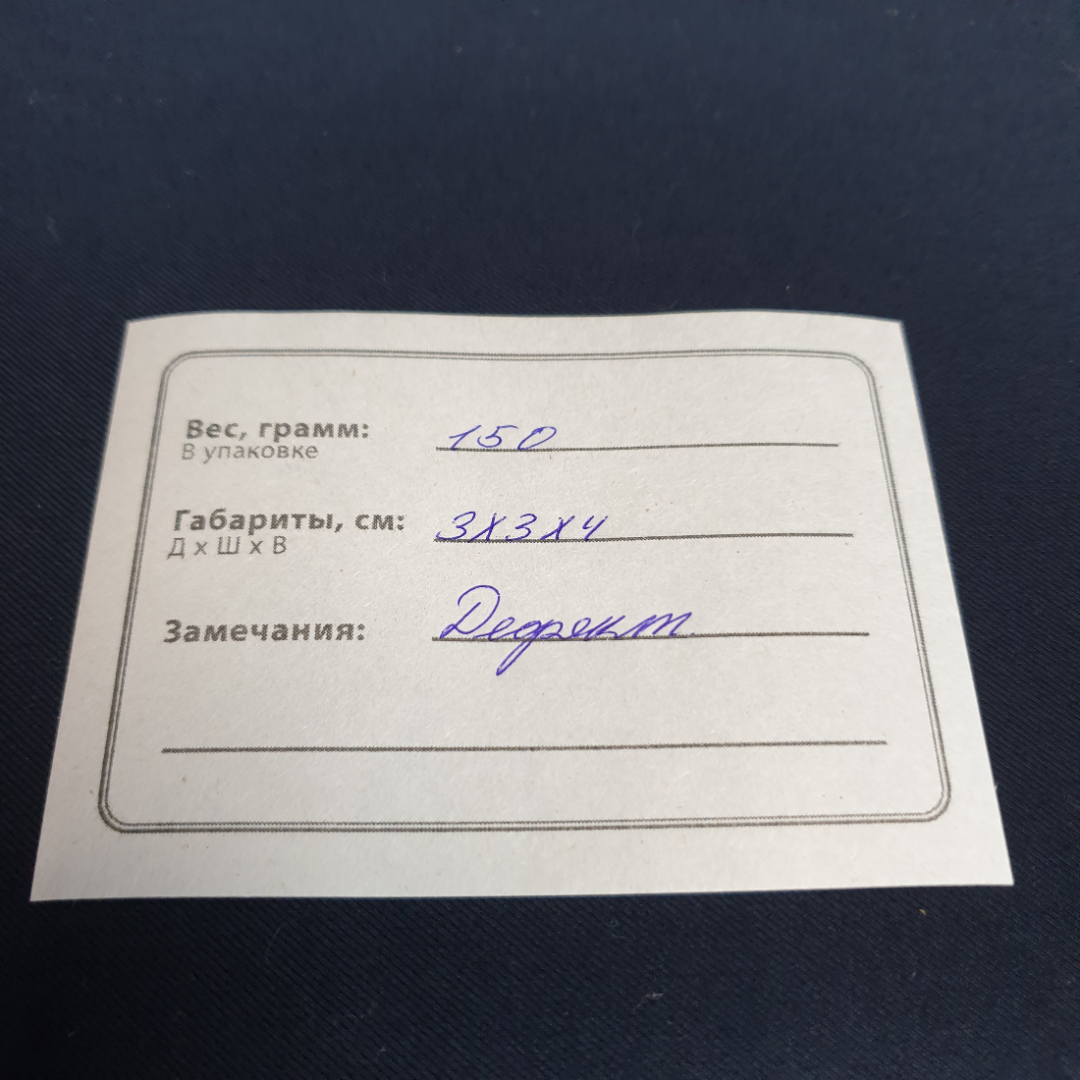 Вес, грамм: 150
В упаковке
Габариты, см: 3х3х4
Д х Ш х В
Замечания: Дефект